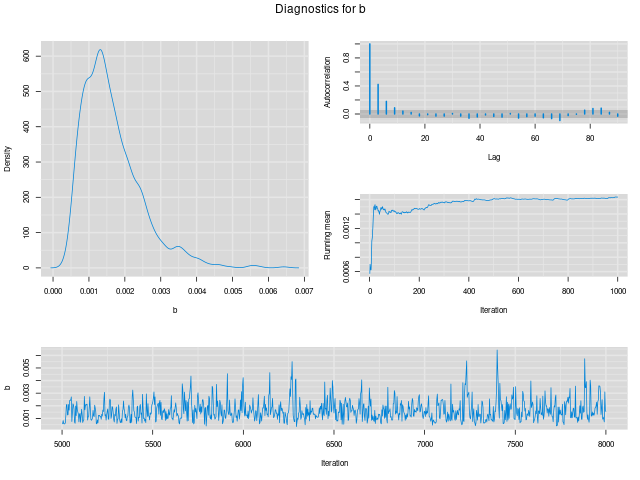 Diagnostics for b
Density
0 100 200 300 400 500 600
0.000 0.001 0.002 0.003 0.004 0.005 0.006 0.007
b
Autocorrelation
0.0 0.4 0.8
0 20 40 60 80
Lag
Running mean
0.0006 0.0012
0 200 400 600 800 1000
Iteration
b
0.001 0.003 0.005
5000 5500 6000 6500 7000 7500 8000
Iteration